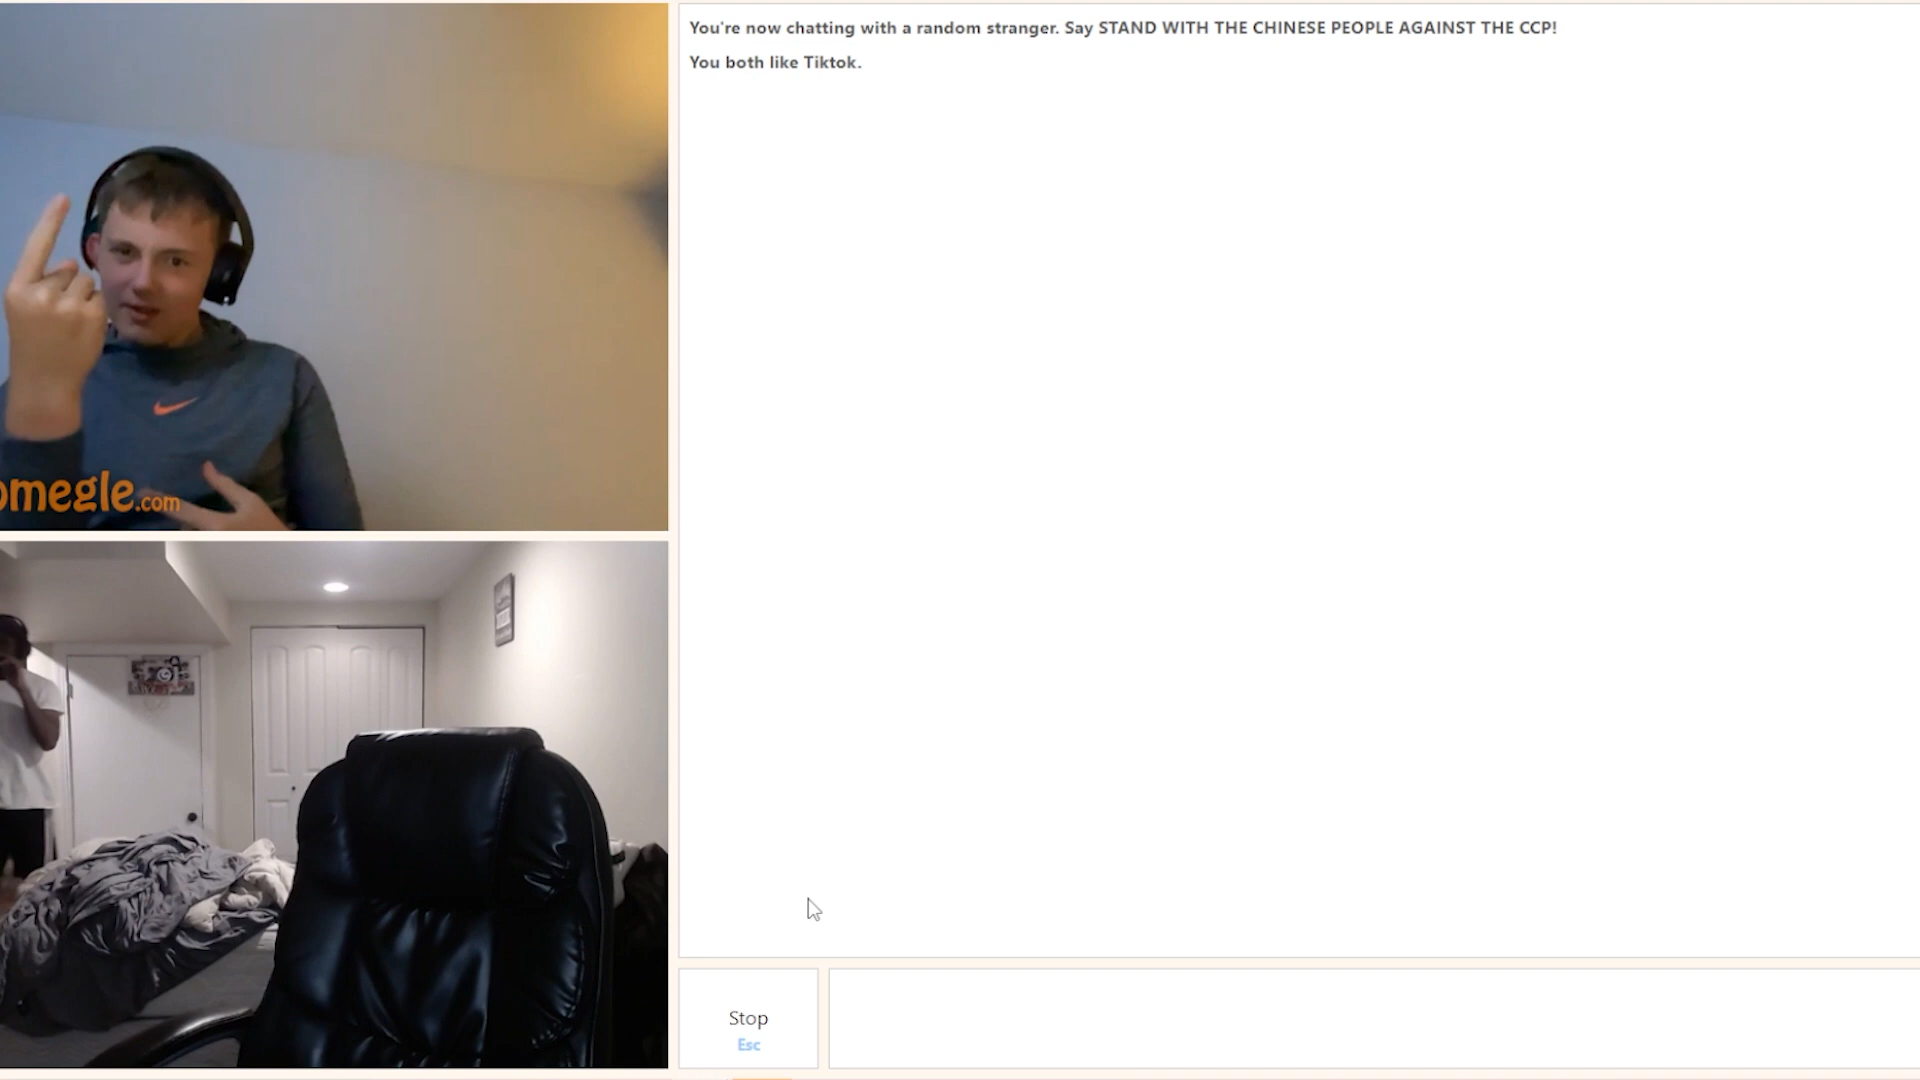 You're now chatting with a random stranger. Say STAND WITH THE CHINESE PEOPLE AGAINST THE CCP!
You both like Tiktok.
omegle.com
Stop
Esc